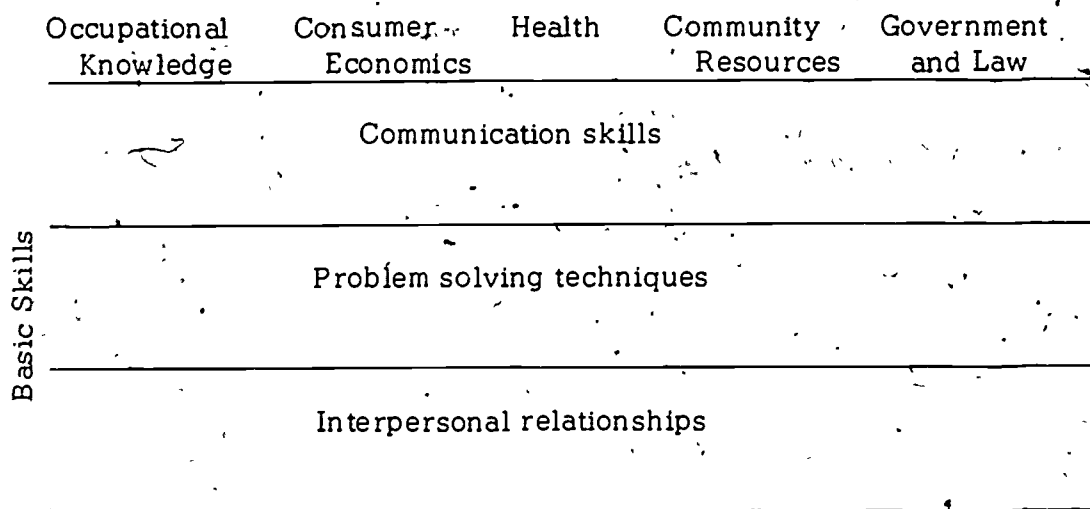 Occupational Consumer Health Community Government
Knowledge Economics Resources and Law
Communication skills
Problem solving techniques
Interpersonal relationships
Basic Skills